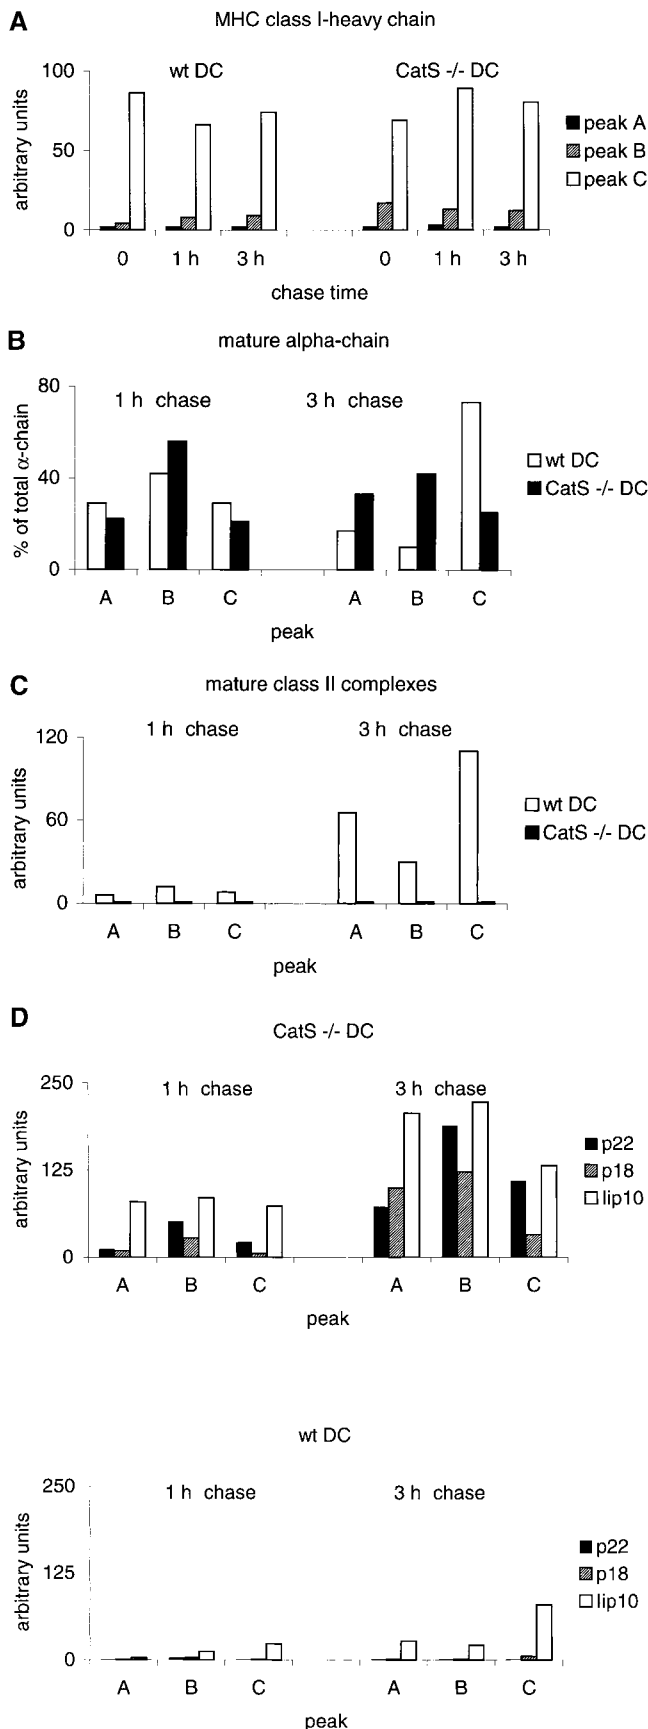 A
MHC class I-heavy chain
wt DC
CatS -/- DC
arbitrary units
100
50
0
peak A
peak B
peak C
0 1 h 3 h 0 1 h 3 h
chase time
B
mature alpha-chain
1 h chase
3 h chase
% of total α-chain
80
40
0
wt DC
CatS -/- DC
A B C A B C
peak
C
mature class II complexes
1 h chase
3 h chase
arbitrary units
120
60
0
wt DC
CatS -/- DC
A B C A B C
peak
D
CatS -/- DC
1 h chase
3 h chase
arbitrary units
250
125
0
p22
p18
lip10
A B C A B C
peak
wt DC
1 h chase
3 h chase
arbitrary units
250
125
0
p22
p18
lip10
A B C A B C
peak